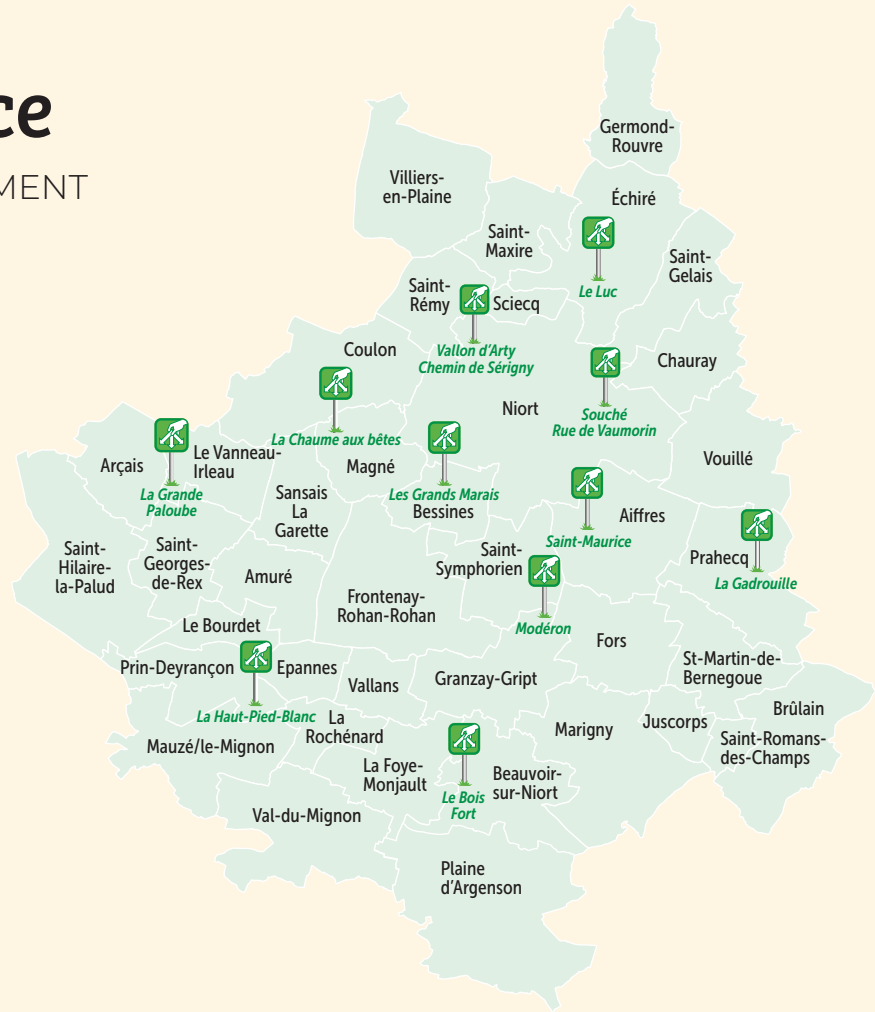 ce
MENT
Germond-
Rouvre
Villiers-
en-Plaine
Échiré
Saint-
Maxire
Saint-
Gelais
Le Luc
Saint-
Rémy
Sciecq
Vallon d'Arty
Chemin de Sérigny
Coulon
Chauray
Niort
Souché
Rue de Vaumorin
La Chaume aux bêtes
Le Vanneau-
Irleau
Arçais
Magné
Vouillé
La Grande
Paloube
Sansais
La
Garette
Les Grands Marais
Bessines
Aiffres
Saint-Maurice
Saint-
Hilaire-
la-Palud
Saint-
Georges-
de-Rex
Amuré
Saint-
Symphorien
Prahecq
La Gadrouille
Frontenay-
Rohan-Rohan
Modéron
Le Bourdet
Fors
Prin-Deyrançon
Epannes
Vallans
Granzay-Gript
St-Martin-de-
Bernegoue
La Haut-Pied-Blanc
La
Rochénard
Mauzé/le-Mignon
Marigny
Juscorps
Brûlain
Saint-Romans-
des-Champs
La Foye-
Monjault
Beauvoir-
sur-Niort
Le Bois
Fort
Val-du-Mignon
Plaine
d'Argenson